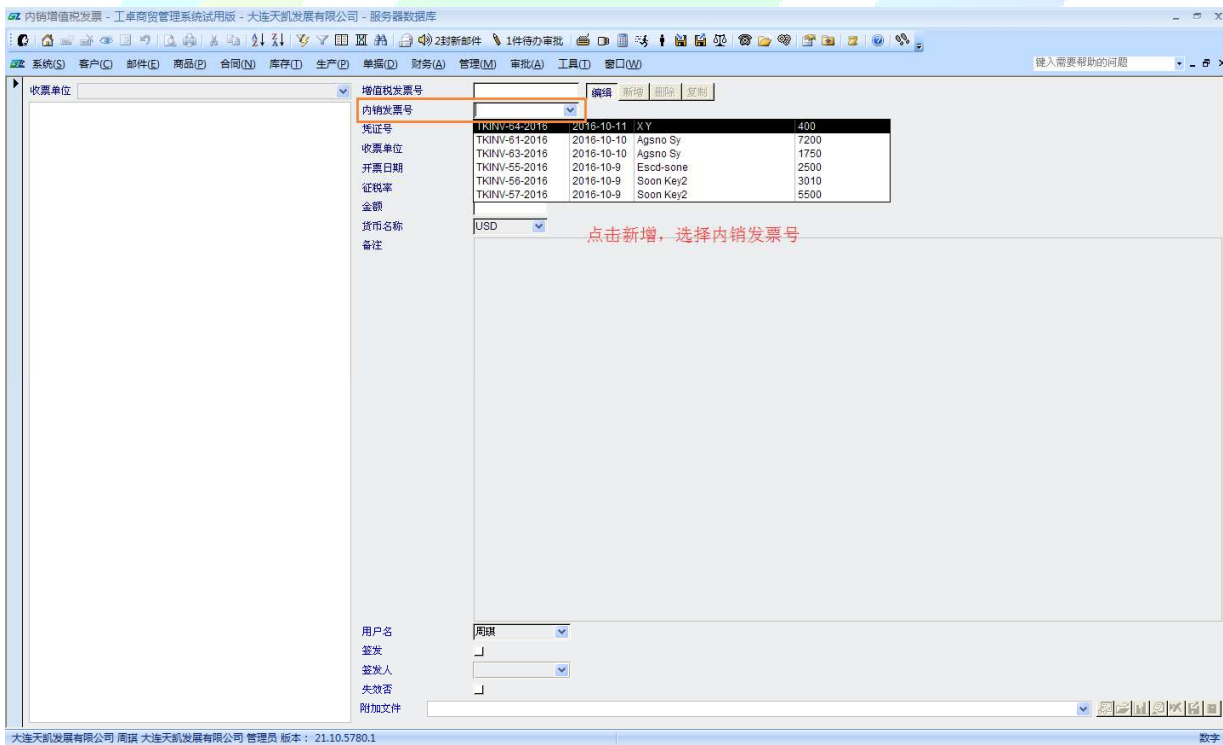 内销增值税发票 - 工卓商贸管理系统试用版 - 大连天凯发展有限公司 - 服务器数据库
2封新邮件 1件待办审批
系统(S) 客户(C) 邮件(E) 商品(P) 合同(N) 库存(T) 生产(P) 单据(D) 财务(A) 管理(M) 审批(A) 工具(T) 窗口(W) 键入需要帮助的问题
收票单位 增值税发票号 编辑 新增 删除 复制
内销发票号
凭证号 TKINV-64-2016 2016-10-11 X Y 400
TKINV-61-2016 2016-10-10 Agsno Sy 7200
收票单位 TKINV-63-2016 2016-10-10 Agsno Sy 1750
开票日期 TKINV-55-2016 2016-10-9 Escd-sone 2500
征税率 TKINV-56-2016 2016-10-9 Soon Key2 3010
TKINV-57-2016 2016-10-9 Soon Key2 5500
金额
货币名称 USD
点击新增，选择内销发票号
备注
用户名 周琪
签发
签发人
失效否
附加文件
大连天凯发展有限公司 周琪 大连天凯发展有限公司 管理员 版本： 21.10.5780.1 数字